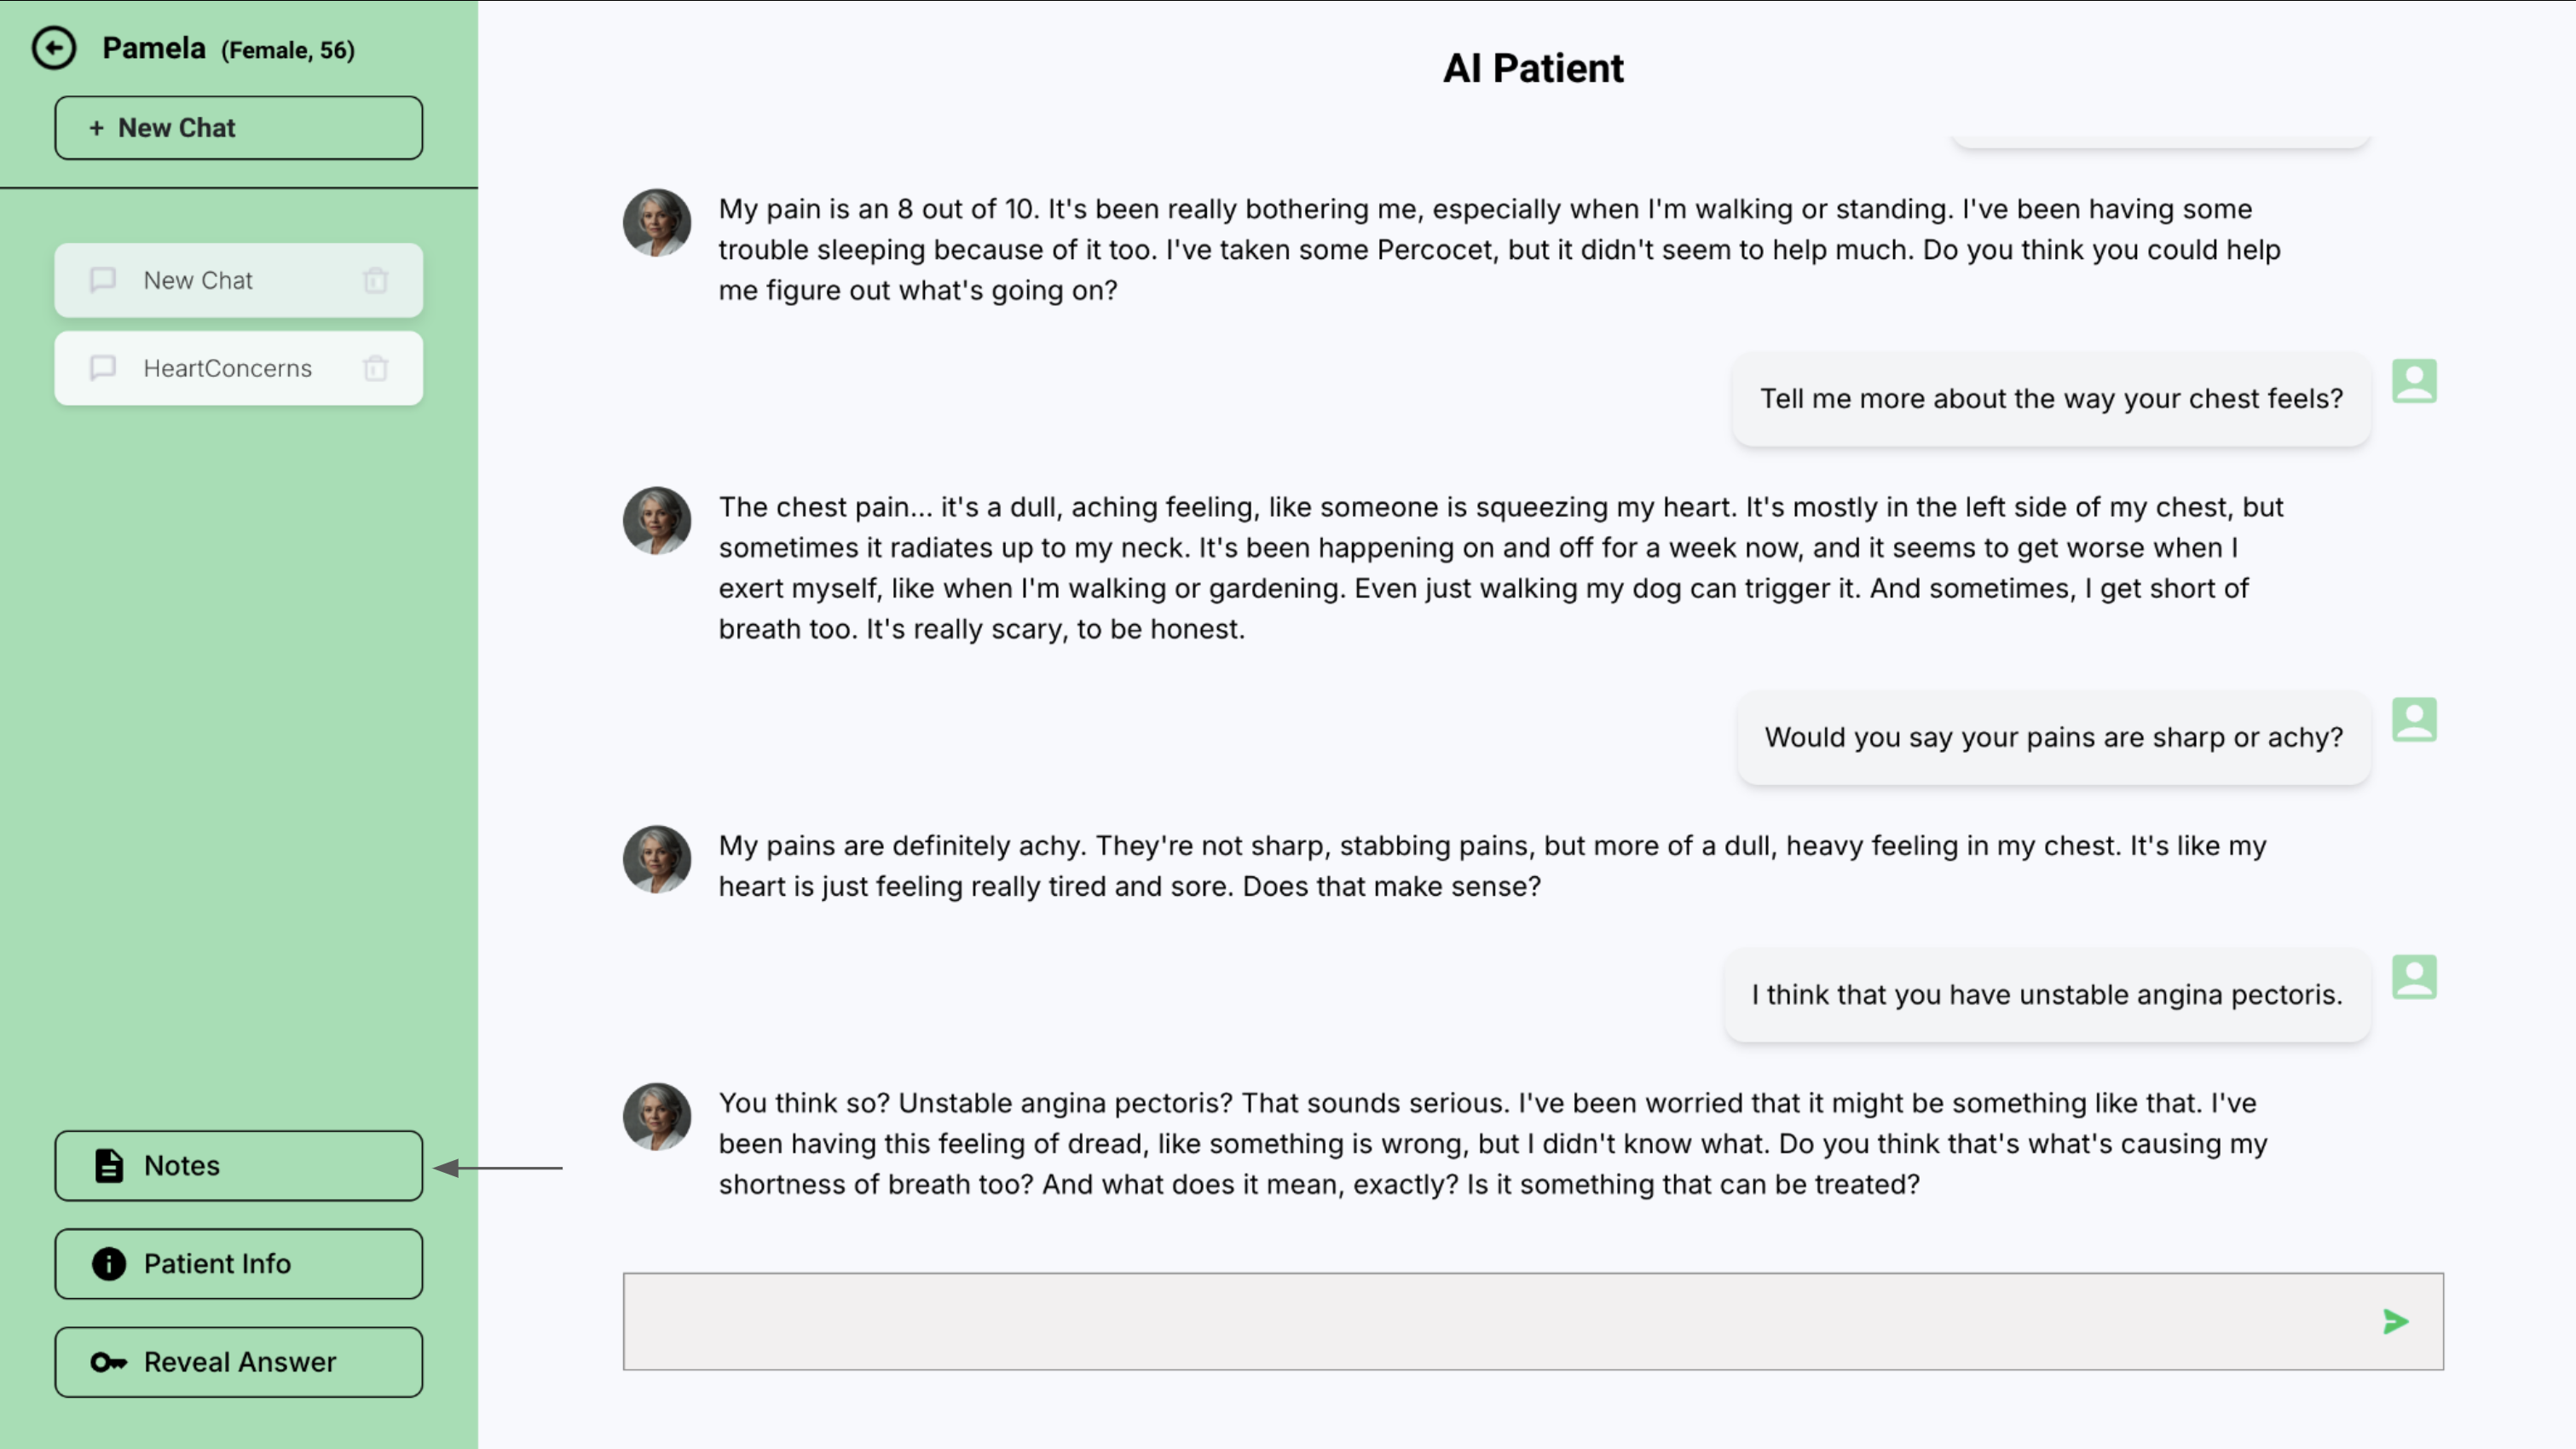 Pamela (Female, 56)
+ New Chat
New Chat
HeartConcerns
Notes
Patient Info
Reveal Answer
AI Patient
My pain is an 8 out of 10. It's been really bothering me, especially when I'm walking or standing. I've been having some
trouble sleeping because of it too. I've taken some Percocet, but it didn't seem to help much. Do you think you could help
me figure out what's going on?
Tell me more about the way your chest feels?
The chest pain... it's a dull, aching feeling, like someone is squeezing my heart. It's mostly in the left side of my chest, but
sometimes it radiates up to my neck. It's been happening on and off for a week now, and it seems to get worse when I
exert myself, like when I'm walking or gardening. Even just walking my dog can trigger it. And sometimes, I get short of
breath too. It's really scary, to be honest.
Would you say your pains are sharp or achy?
My pains are definitely achy. They're not sharp, stabbing pains, but more of a dull, heavy feeling in my chest. It's like my
heart is just feeling really tired and sore. Does that make sense?
I think that you have unstable angina pectoris.
You think so? Unstable angina pectoris? That sounds serious. I've been worried that it might be something like that. I've
been having this feeling of dread, like something is wrong, but I didn't know what. Do you think that's what's causing my
shortness of breath too? And what does it mean, exactly? Is it something that can be treated?